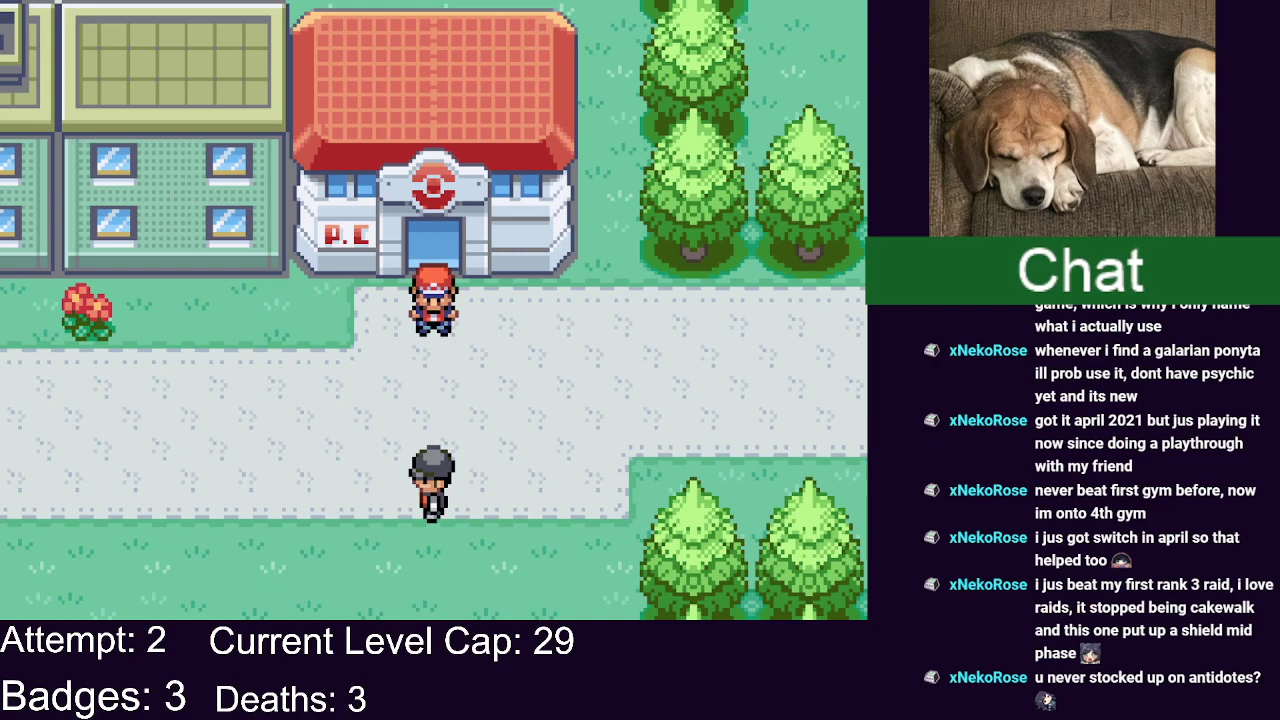 P.C
Chat
game, which is why i only name
what i actually use
xNekoRose whenever i find a galarian ponyta
ill prob use it, dont have psychic
yet and its new
xNekoRose got it april 2021 but jus playing it
now since doing a playthrough
with my friend
xNekoRose never beat first gym before, now
im onto 4th gym
xNekoRose i jus got switch in april so that
helped too
xNekoRose i jus beat my first rank 3 raid, i love
raids, it stopped being cakewalk
and this one put up a shield mid
phase
xNekoRose u never stocked up on antidotes?
Attempt: 2 Current Level Cap: 29
Badges: 3 Deaths: 3